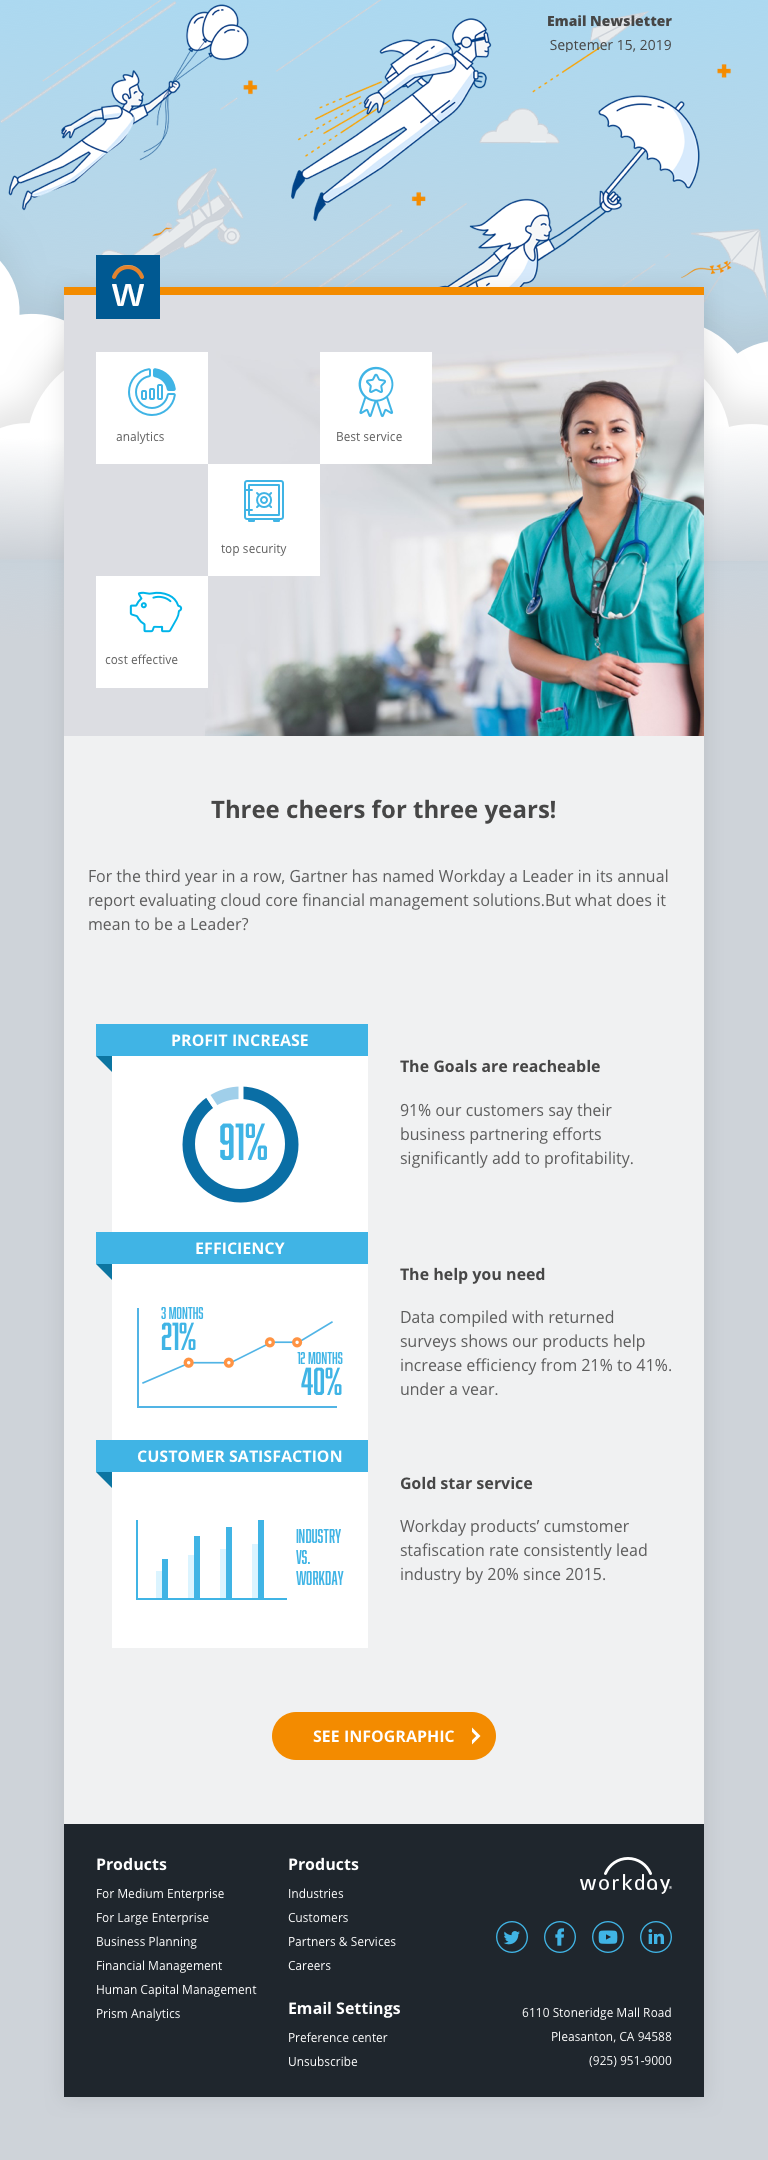 Email Newsletter
Septemer 15, 2019
W
analytics
Best service
top security
cost effective
Three cheers for three years!
For the third year in a row, Gartner has named Workday a Leader in its annual
report evaluating cloud core financial management solutions.But what does it
mean to be a Leader?
PROFIT INCREASE
91%
The Goals are reacheable
91% our customers say their
business partnering efforts
significantly add to profitability.
EFFICIENCY
3 MONTHS
21%
12 MONTHS
40%
The help you need
Data compiled with returned
surveys shows our products help
increase efficiency from 21% to 41%.
under a year.
CUSTOMER SATISFACTION
INDUSTRY
VS.
WORKDAY
Gold star service
Workday products’ cumstomer
stafiscation rate consistently lead
industry by 20% since 2015.
SEE INFOGRAPHIC
Products
For Medium Enterprise
For Large Enterprise
Business Planning
Financial Management
Human Capital Management
Prism Analytics
Products
Industries
Customers
Partners & Services
Careers
Email Settings
Preference center
Unsubscribe
workday.
6110 Stoneridge Mall Road
Pleasanton, CA 94588
(925) 951-9000